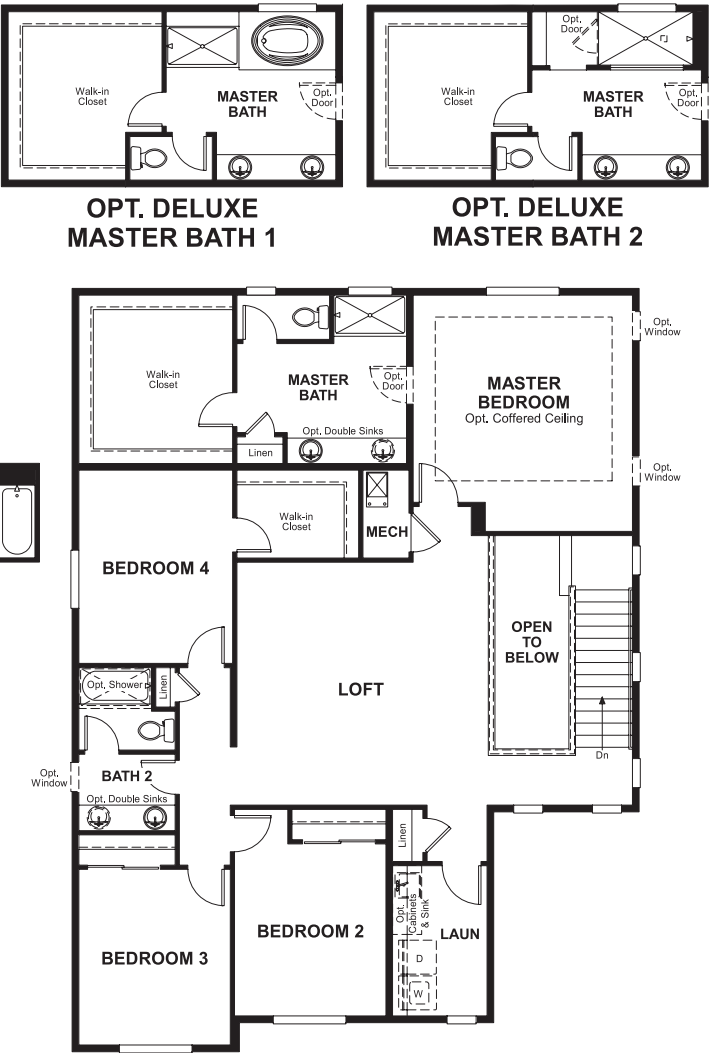 Opt.
Door
Walk-in
Closet
MASTER
BATH
Opt.
Door
Walk-in
Closet
MASTER
BATH
Opt.
Door
OPT. DELUXE
MASTER BATH 1
OPT. DELUXE
MASTER BATH 2
Opt.
Window
Walk-in
Closet
MASTER
BATH
Opt.
Door
MASTER
BEDROOM
Opt. Coffered Ceiling
Opt. Double Sinks
Linen
Opt.
Window
Walk-in
Closet
MECH
BEDROOM 4
OPEN
TO
BELOW
Opt. Shower
Linen
LOFT
Dn
Opt.
Window
BATH 2
Opt. Double Sinks
Linen
Opt.
Cabinets
& Sink
BEDROOM 2
LAUN
BEDROOM 3
D
W